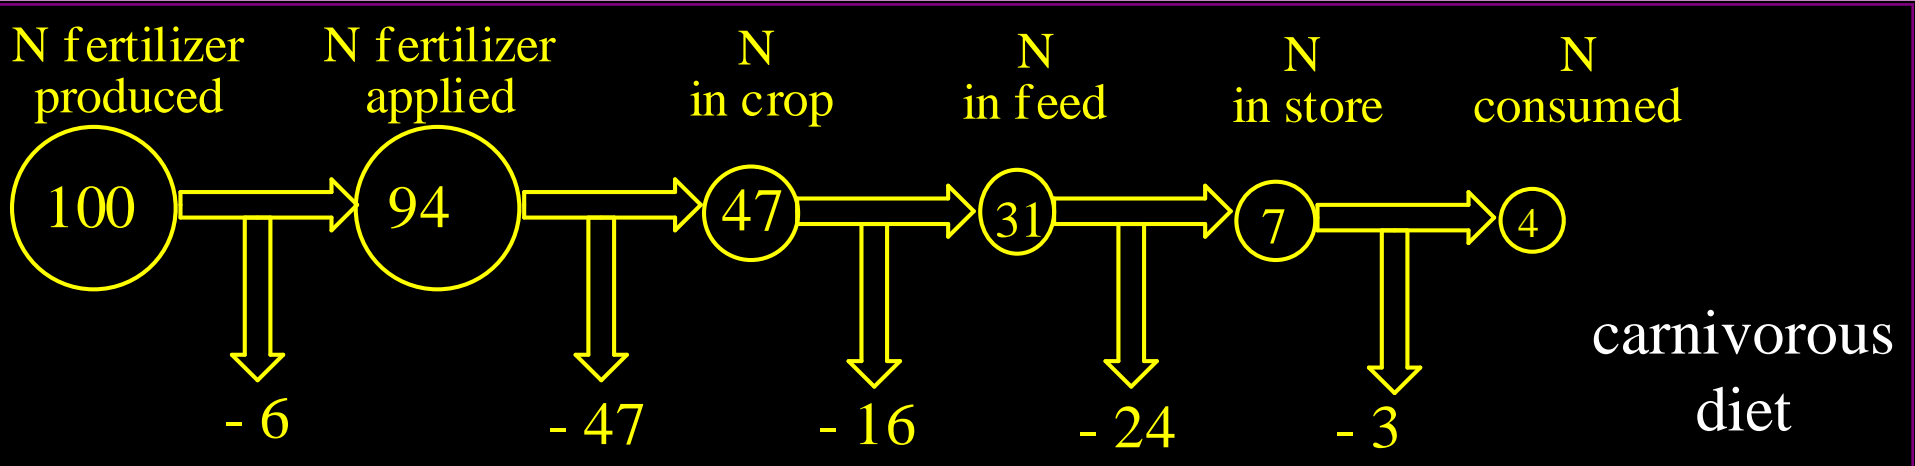 N fertilizer
produced
N fertilizer
applied
N
in crop
N
in feed
N
in store
N
consumed
100
94
47
31
7
4
- 6
- 47
- 16
- 24
- 3
carnivorous
diet